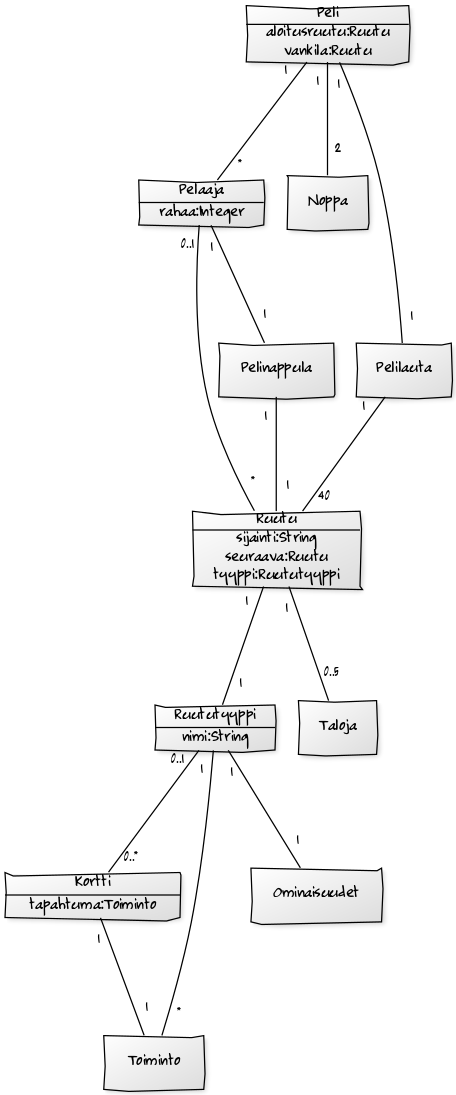 Peli
aloitusruutu:Ruutu
vankila:Ruutu
1
1
1
*
2
Pelaaja
rahaa:Integer
Noppa
0..1
1
1
1
Pelinappula
Pelilauta
1
1
*
1
40
Ruutu
sijainti:String
seuraava:Ruutu
tyyppi:Ruututyyppi
1
1
1
0..5
Ruututyyppi
nimi:String
Taloja
0..1
1
1
0..*
1
Kortti
tapahtuma:Toiminto
Ominaisuudet
1
1
*
Toiminto